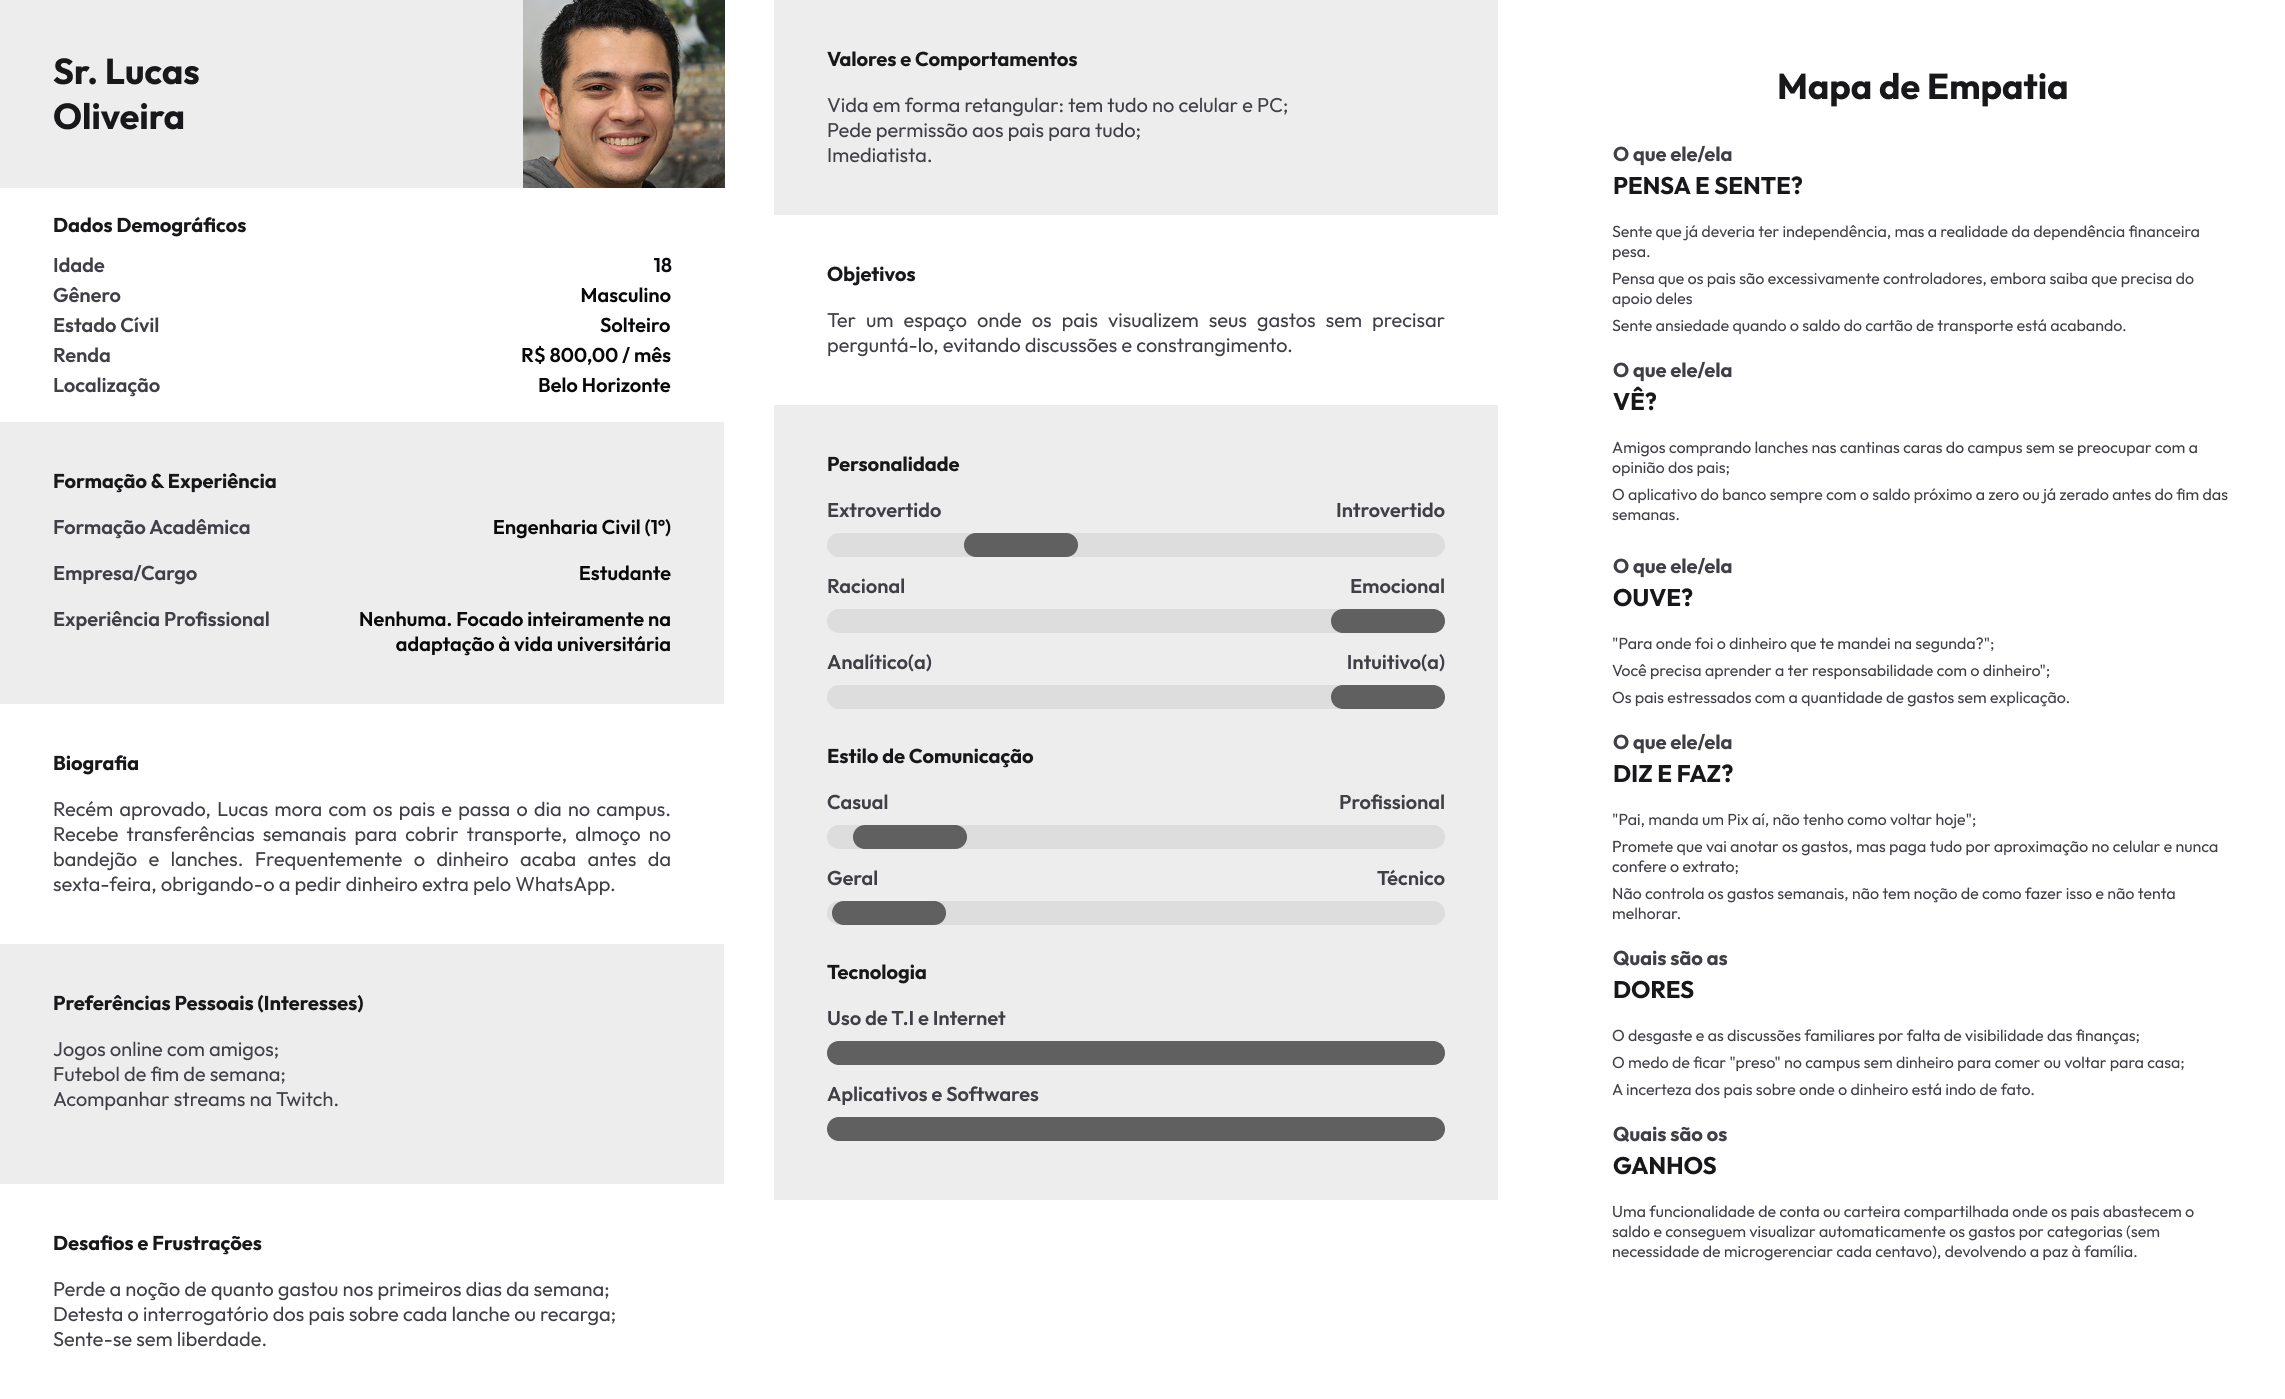 Sr. Lucas
Oliveira
Dados Demográficos
Idade 18
Gênero Masculino
Estado Cívil Solteiro
Renda R$ 800,00 / mês
Localização Belo Horizonte
Formação & Experiência
Formação Acadêmica Engenharia Civil (1º)
Empresa/Cargo Estudante
Experiência Profissional Nenhuma. Focado inteiramente na
adaptação à vida universitária
Biografia
Recém aprovado, Lucas mora com os pais e passa o dia no campus.
Recebe transferências semanais para cobrir transporte, almoço no
bandejão e lanches. Frequentemente o dinheiro acaba antes da
sexta-feira, obrigando-o a pedir dinheiro extra pelo WhatsApp.
Preferências Pessoais (Interesses)
Jogos online com amigos;
Futebol de fim de semana;
Acompanhar streams na Twitch.
Desafios e Frustrações
Perde a noção de quanto gastou nos primeiros dias da semana;
Detesta o interrogatório dos pais sobre cada lanche ou recarga;
Sente-se sem liberdade.
Valores e Comportamentos
Vida em forma retangular: tem tudo no celular e PC;
Pede permissão aos pais para tudo;
Imediatista.
Objetivos
Ter um espaço onde os pais visualizem seus gastos sem precisar
perguntá-lo, evitando discussões e constrangimento.
Personalidade
Extrovertido Introvertido
Racional Emocional
Analítico(a) Intuitivo(a)
Estilo de Comunicação
Casual Profissional
Geral Técnico
Tecnologia
Uso de T.I e Internet
Aplicativos e Softwares
Mapa de Empatia
O que ele/ela
PENSA E SENTE?
Sente que já deveria ter independência, mas a realidade da dependência financeira
pesa.
Pensa que os pais são excessivamente controladores, embora saiba que precisa do
apoio deles
Sente ansiedade quando o saldo do cartão de transporte está acabando.
O que ele/ela
VÊ?
Amigos comprando lanches nas cantinas caras do campus sem se preocupar com a
opinião dos pais;
O aplicativo do banco sempre com o saldo próximo a zero ou já zerado antes do fim das
semanas.
O que ele/ela
OUVE?
"Para onde foi o dinheiro que te mandei na segunda?";
Você precisa aprender a ter responsabilidade com o dinheiro";
Os pais estressados com a quantidade de gastos sem explicação.
O que ele/ela
DIZ E FAZ?
"Pai, manda um Pix aí, não tenho como voltar hoje";
Promete que vai anotar os gastos, mas paga tudo por aproximação no celular e nunca
confere o extrato;
Não controla os gastos semanais, não tem noção de como fazer isso e não tenta
melhorar.
Quais são as
DORES
O desgaste e as discussões familiares por falta de visibilidade das finanças;
O medo de ficar "preso" no campus sem dinheiro para comer ou voltar para casa;
A incerteza dos pais sobre onde o dinheiro está indo de fato.
Quais são os
GANHOS
Uma funcionalidade de conta ou carteira compartilhada onde os pais abastecem o
saldo e conseguem visualizar automaticamente os gastos por categorias (sem
necessidade de microgerenciar cada centavo), devolvendo a paz à família.